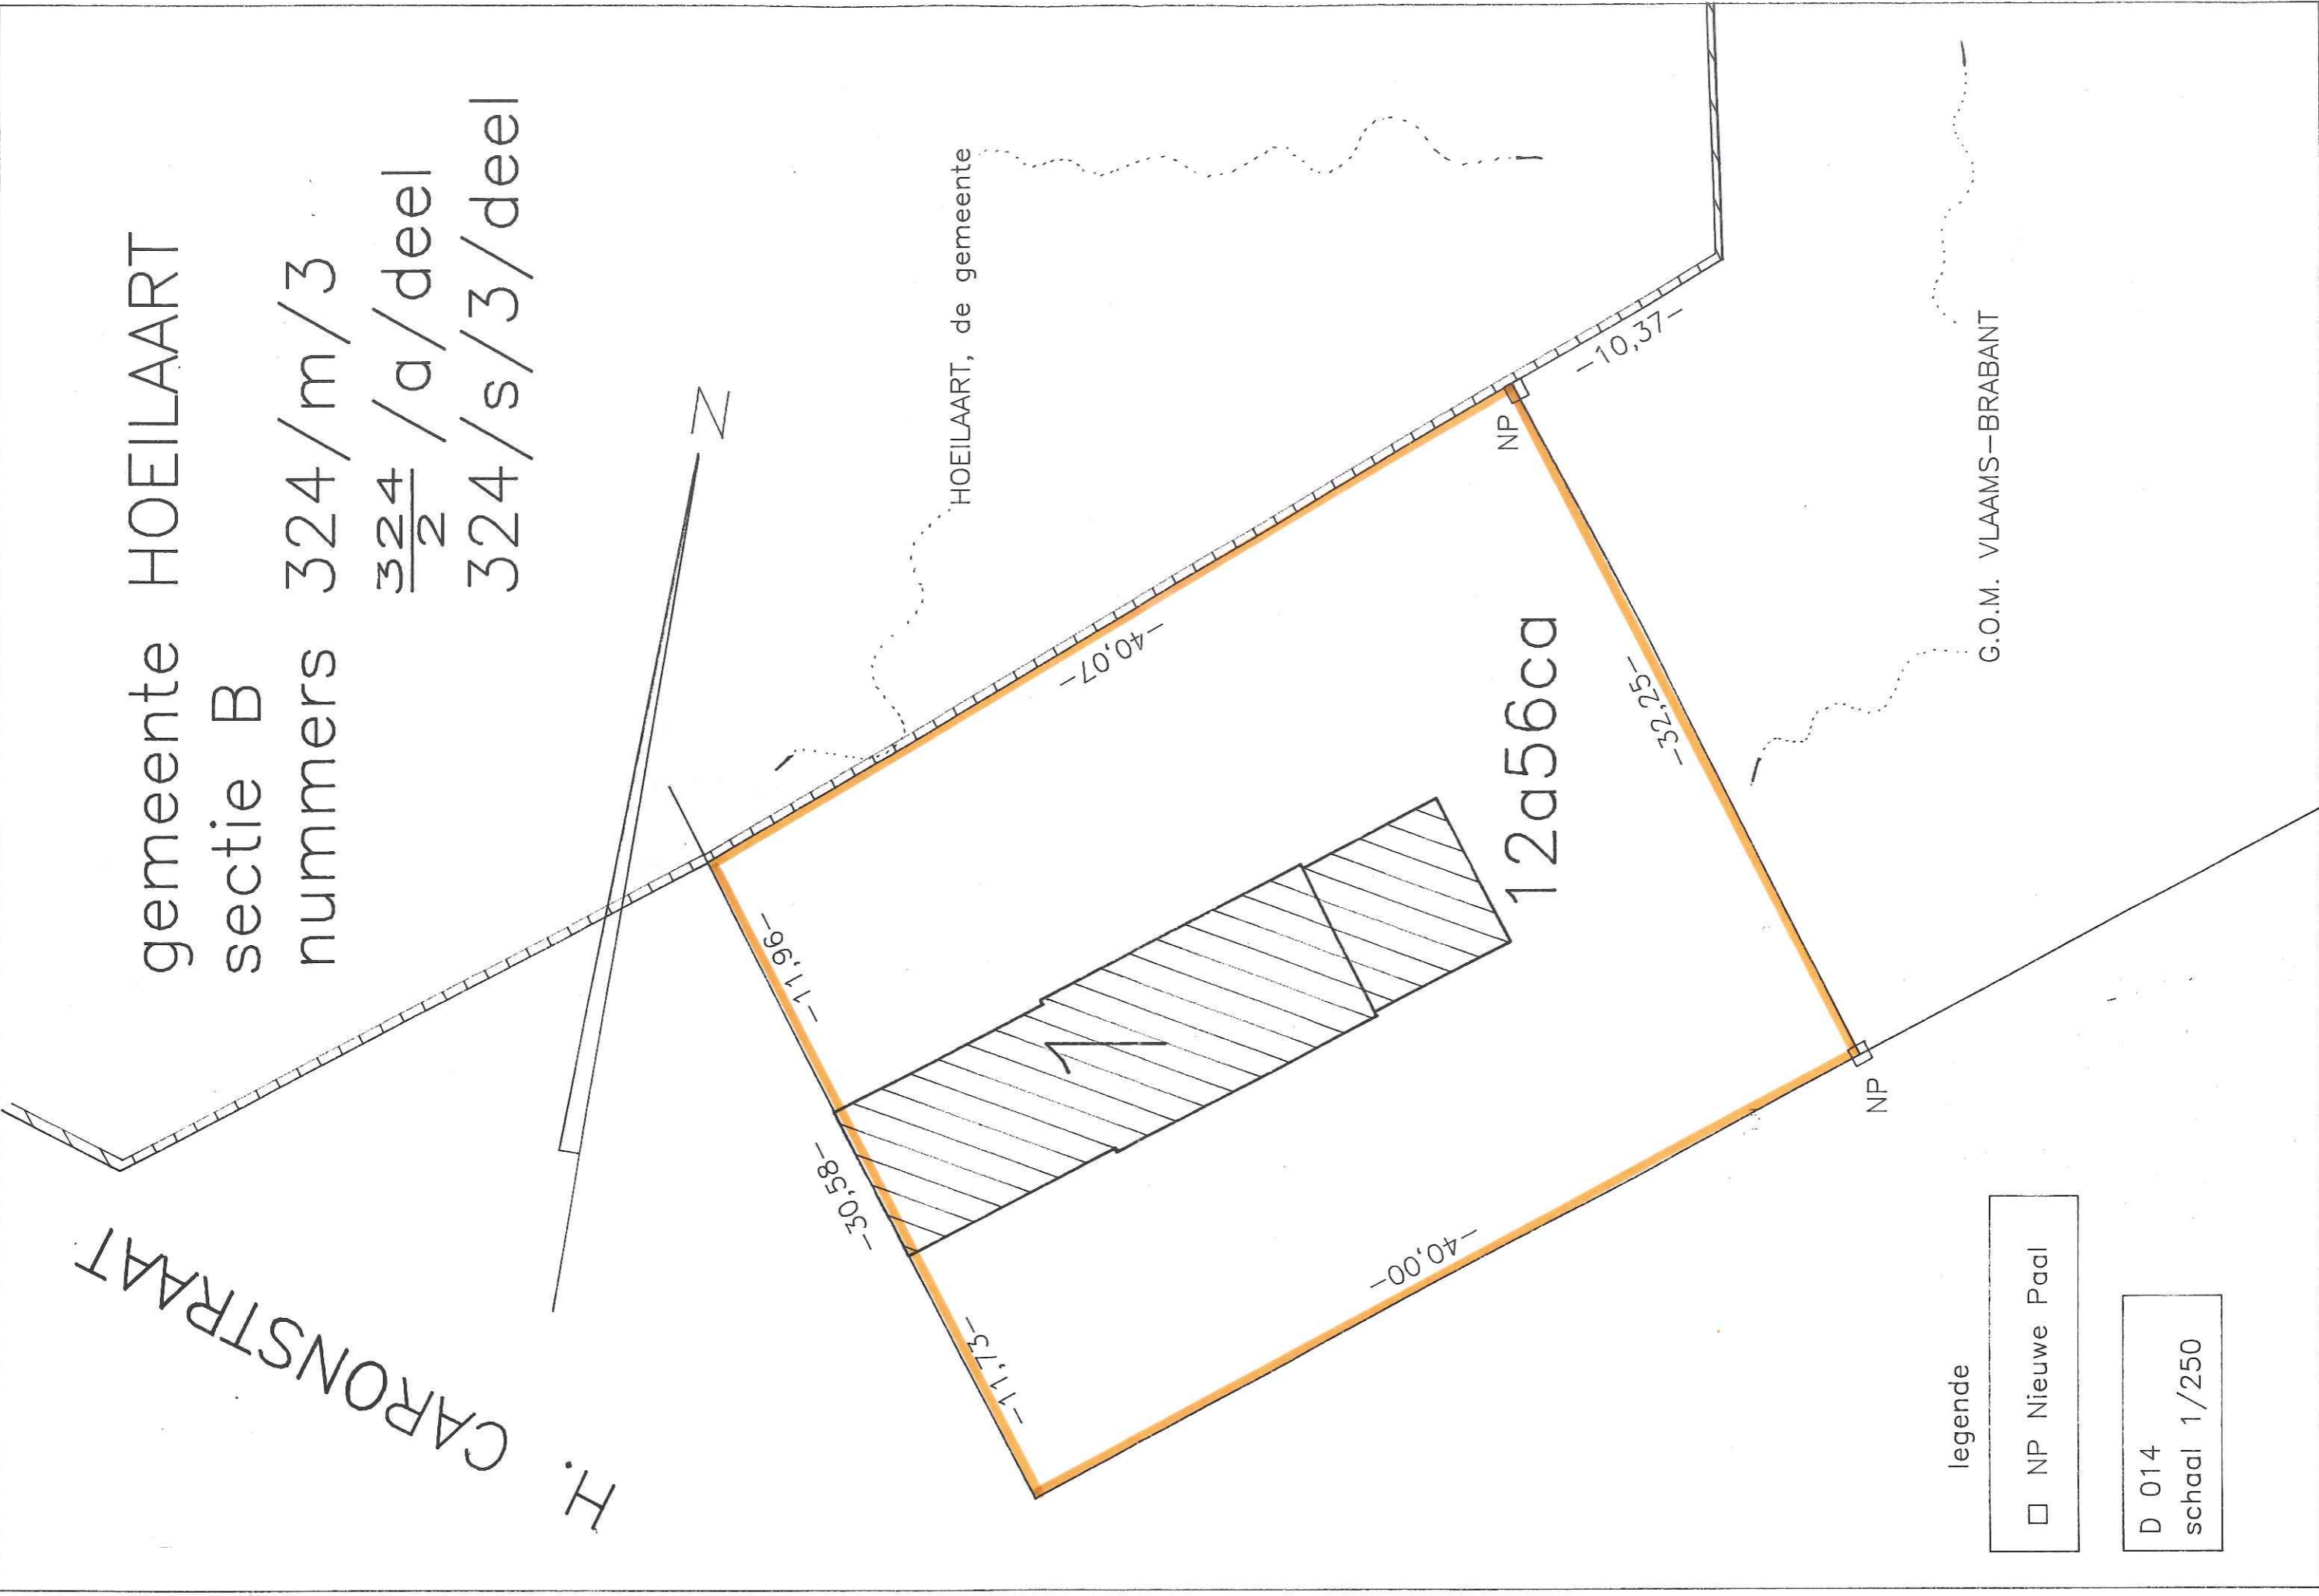 gemeente HOEILAART
sectie B
nummers 324/m/3
324/2 /a/deel
324/s/3/deel
N
H. CARONSTRAAT
HOEILAART, de gemeente
-11,96-
-30,58-
-11,73-
-40,07-
-10,37-
NP
1
12a56ca
-32,25-
-40,00-
NP
G.O.M. VLAAMS-BRABANT
legende
NP Nieuwe Paal
D 014
schaal 1/250